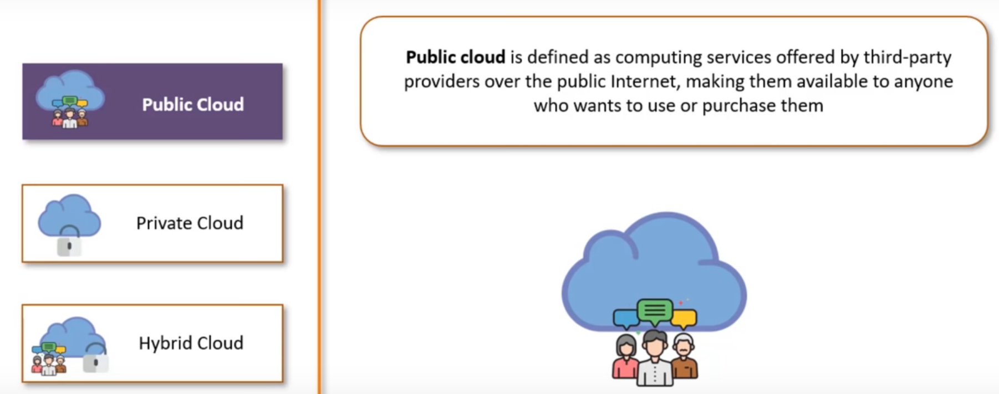 Public Cloud
Private Cloud
Hybrid Cloud
Public cloud is defined as computing services offered by third-party
providers over the public Internet, making them available to anyone
who wants to use or purchase them